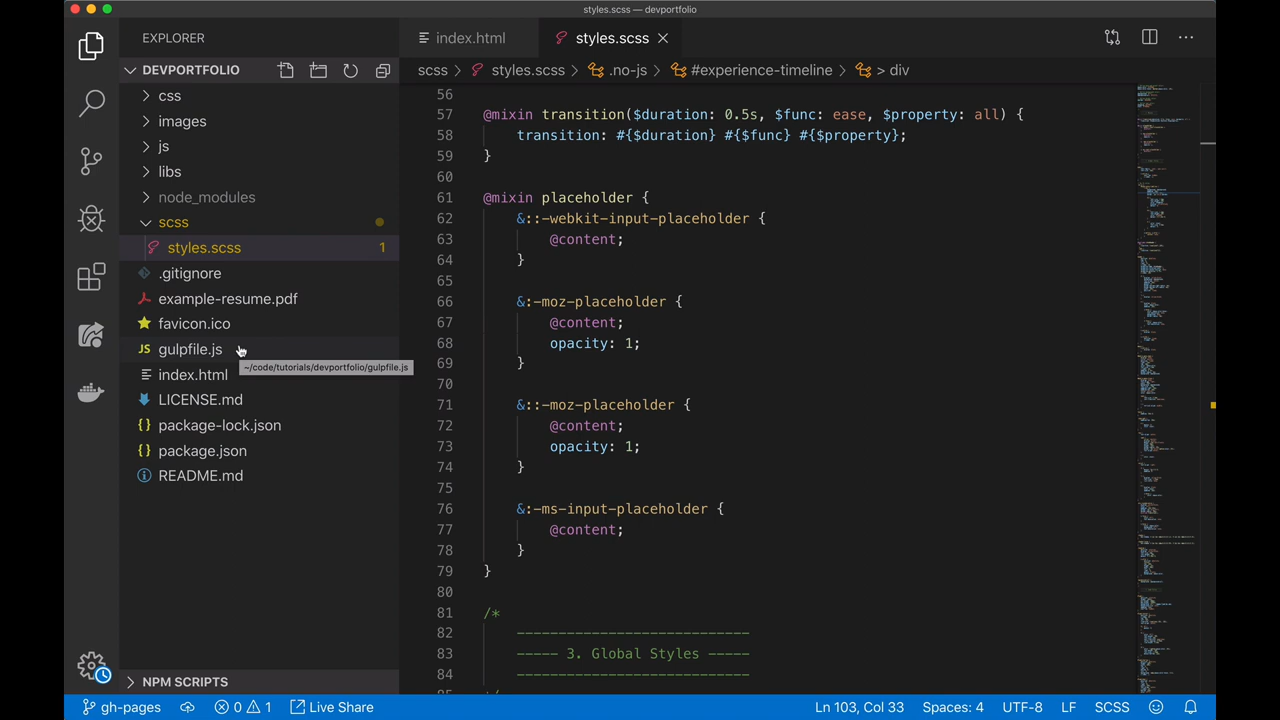 styles.scss — devportfolio
EXPLORER
index.html
styles.scss
DEVPORTFOLIO
scss > styles.scss > .no-js > #experience-timeline > > div
css
images
js
libs
node_modules
scss
styles.scss 1
.gitignore
example-resume.pdf
favicon.ico
JS gulpfile.js
~/code/tutorials/devportfolio/gulpfile.js
index.html
LICENSE.md
{} package-lock.json
{} package.json
README.md
NPM SCRIPTS
56
57 @mixin transition($duration: 0.5s, $func: ease, $property: all) {
58 transition: #{$duration} #{$func} #{$property};
59 }
60
61 @mixin placeholder {
62 &::-webkit-input-placeholder {
63 @content;
64 }
65
66 &:-moz-placeholder {
67 @content;
68 opacity: 1;
69 }
70
71 &::-moz-placeholder {
72 @content;
73 opacity: 1;
74 }
75
76 &:-ms-input-placeholder {
77 @content;
78 }
79 }
80
81 /*
82 ---------------------------
83 ----- 3. Global Styles -----
84 ---------------------------
gh-pages 0 1 Live Share Ln 103, Col 33 Spaces: 4 UTF-8 LF SCSS